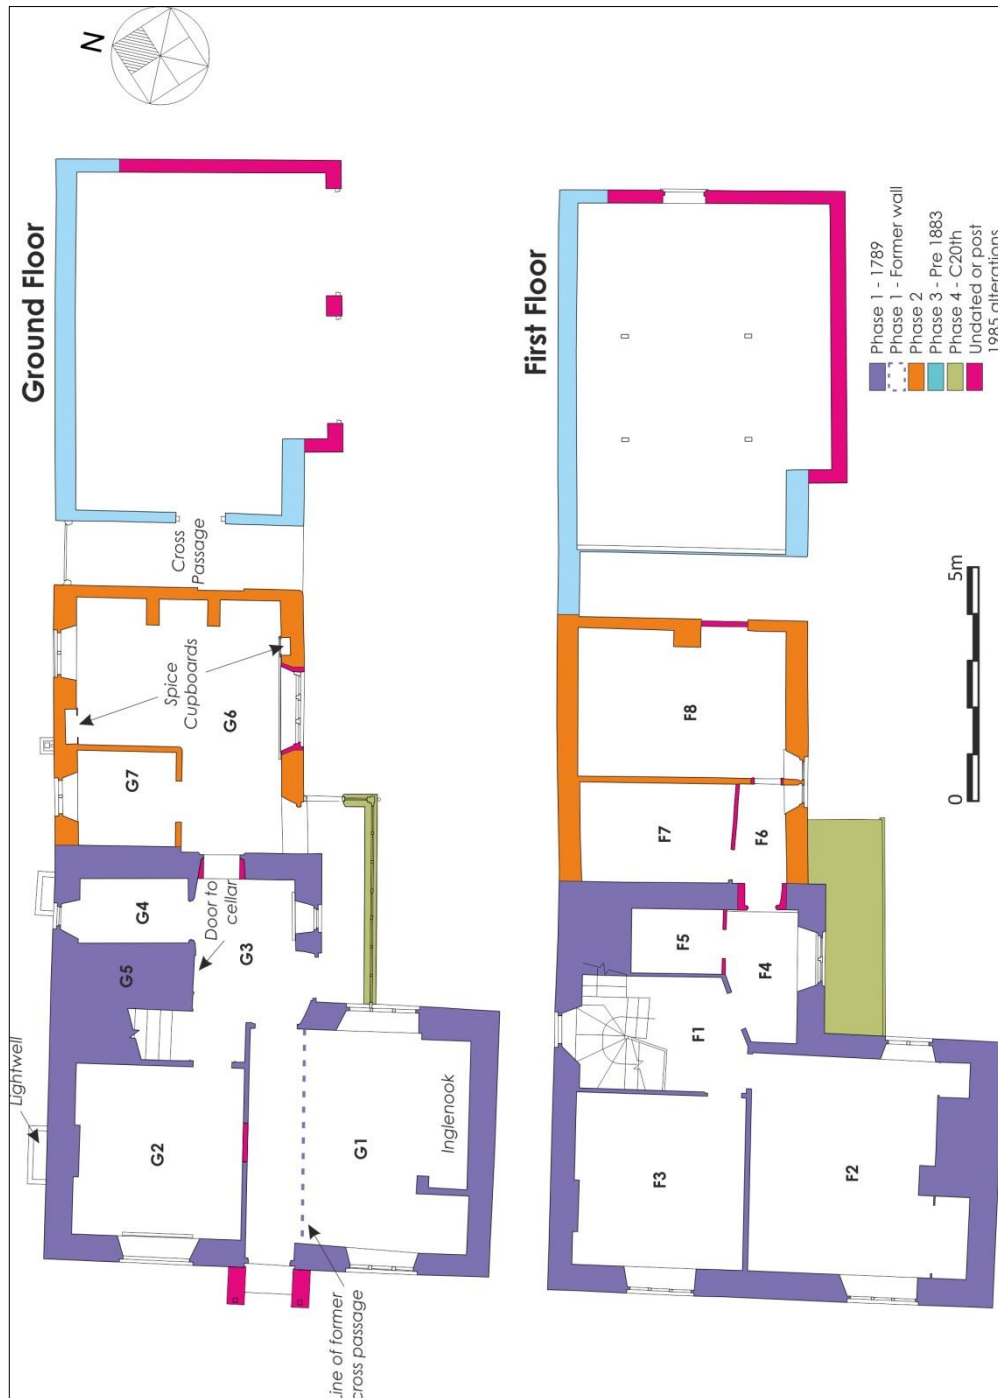 N
Ground Floor
Cross
Passage
Spice
Cupboards
G7
G6
G4
Door to
cellar
G5
G3
Lightwell
G2
G1
Inglenook
Line of former
cross passage
First Floor
F8
F7
F6
F5
F4
F1
F3
F2
Phase 1 - 1789
Phase 1 - Former wall
Phase 2
Phase 3 - Pre 1883
Phase 4 - C20th
Undated or post
1985 alterations
0
5m